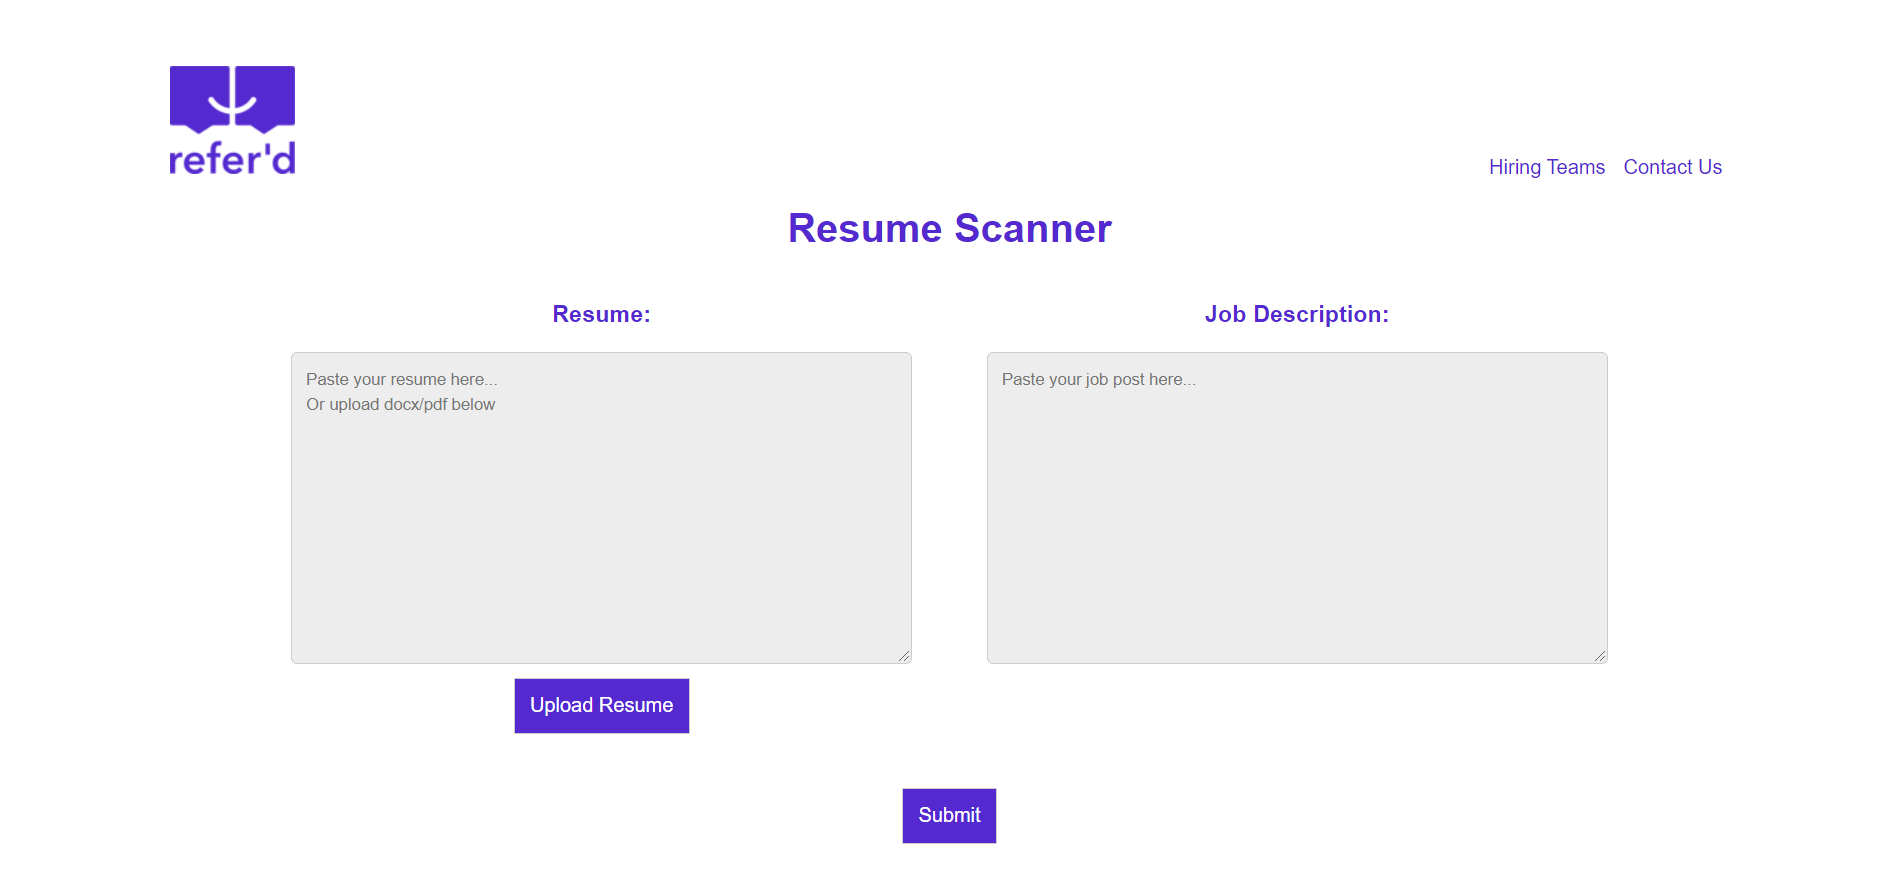 refer'd
Hiring Teams Contact Us
Resume Scanner
Resume:
Job Description:
Paste your resume here...
Or upload docx/pdf below
Paste your job post here...
Upload Resume
Submit